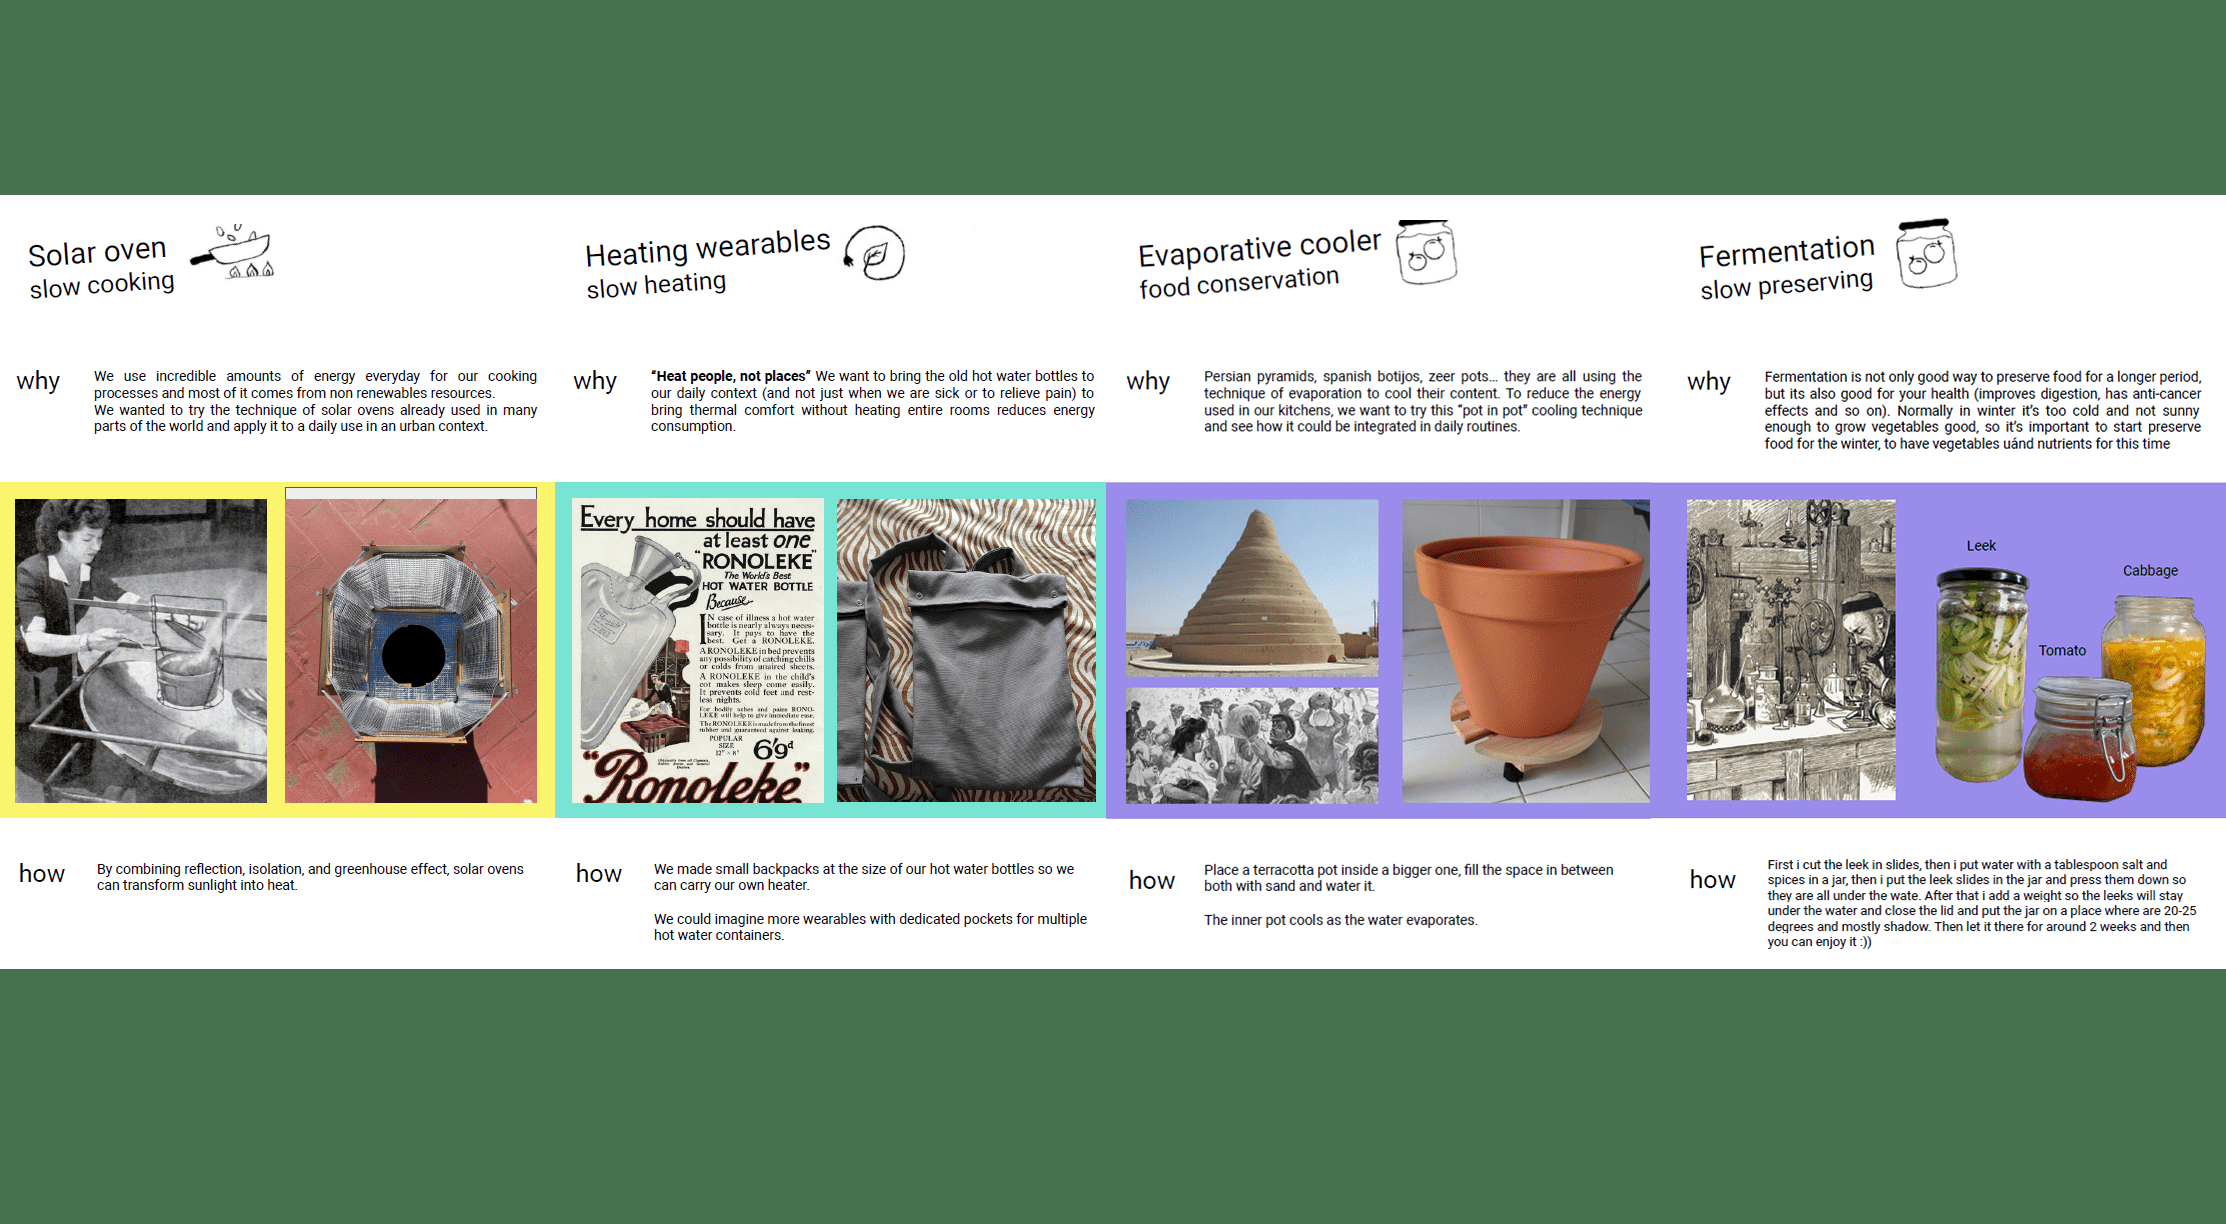 Solar oven
slow cooking
why
We use incredible amounts of energy everyday for our cooking
processes and most of it comes from non renewables resources.
We wanted to try the technique of solar ovens already used in many
parts of the world and apply it to a daily use in an urban context.
how
By combining reflection, isolation, and greenhouse effect, solar ovens
can transform sunlight into heat.
Heating wearables
slow heating
why
“Heat people, not places” We want to bring the old hot water bottles to
our daily context (and not just when we are sick or to relieve pain) to
bring thermal comfort without heating entire rooms reduces energy
consumption.
Every home should have
at least one
"RONOLEKE"
The World's Best
HOT WATER BOTTLE
Because
IN case of illness a hot water
bottle is nearly always neces-
sary. It pays to have the
best. Get a RONOLEKE.
A RONOLEKE in bed prevents
any possibility of catching chills
or colds from unaired sheets.
A RONOLEKE in the child's
cot makes sleep come easily.
It prevents cold feet and rest-
less nights.
For bodily aches and pains RONO-
LEKE will help to give immediate ease.
The RONOLEKE is made from the finest
rubber and guaranteed against leaking.
POPULAR
SIZE
12" × 8"
6'9d
"Ronoleke"
how
We made small backpacks at the size of our hot water bottles so we
can carry our own heater.
We could imagine more wearables with dedicated pockets for multiple
hot water containers.
Evaporative cooler
food conservation
why
Persian pyramids, spanish botijos, zeer pots... they are all using the
technique of evaporation to cool their content. To reduce the energy
used in our kitchens, we want to try this “pot in pot” cooling technique
and see how it could be integrated in daily routines.
how
Place a terracotta pot inside a bigger one, fill the space in between
both with sand and water it.
The inner pot cools as the water evaporates.
Fermentation
slow preserving
why
Fermentation is not only good way to preserve food for a longer period,
but its also good for your health (improves digestion, has anti-cancer
effects and so on). Normally in winter it’s too cold and not sunny
enough to grow vegetables good, so it’s important to start preserve
food for the winter, to have vegetables uánd nutrients for this time
Leek
Cabbage
Tomato
how
First i cut the leek in slides, then i put water with a tablespoon salt and
spices in a jar, then i put the leek slides in the jar and press them down so
they are all under the wate. After that i add a weight so the leeks will stay
under the water and close the lid and put the jar on a place where are 20-25
degrees and mostly shadow. Then let it there for around 2 weeks and then
you can enjoy it :))